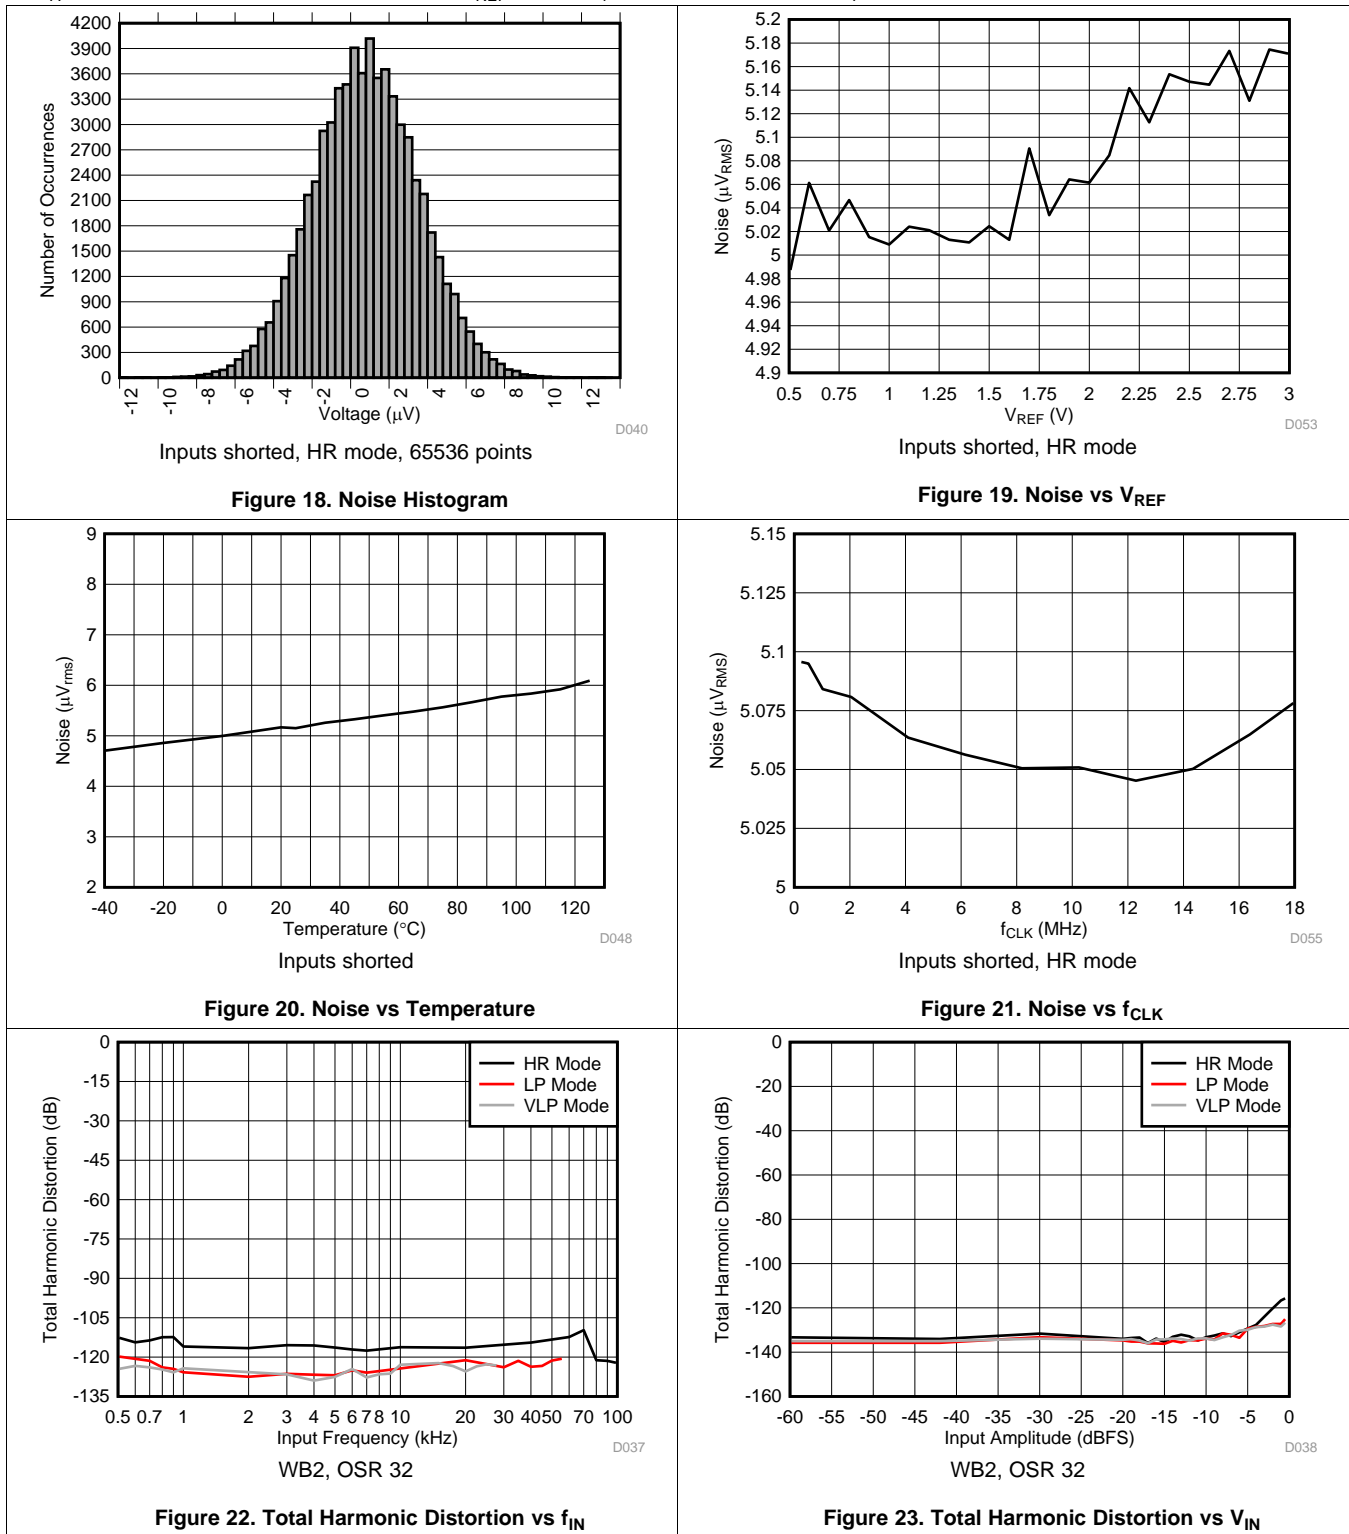 4200
3900
3600
3300
3000
2700
2400
2100
1800
1500
1200
900
600
300
0
Number of Occurrences
-12
-10
-8
-6
-4
-2
0
2
4
6
8
10
12
Voltage (µV)
D040
Inputs shorted, HR mode, 65536 points
Figure 18. Noise Histogram
5.2
5.18
5.16
5.14
5.12
5.1
5.08
5.06
5.04
5.02
5
4.98
4.96
4.94
4.92
4.9
Noise (µVRMS)
0.5 0.75 1 1.25 1.5 1.75 2 2.25 2.5 2.75 3
VREF (V)
D053
Inputs shorted, HR mode
Figure 19. Noise vs VREF
9
8
7
6
5
4
3
2
Noise (µVrms)
-40 -20 0 20 40 60 80 100 120
Temperature (°C)
D048
Inputs shorted
Figure 20. Noise vs Temperature
5.15
5.125
5.1
5.075
5.05
5.025
5
Noise (µVRMS)
0 2 4 6 8 10 12 14 16 18
fCLK (MHz)
D055
Inputs shorted, HR mode
Figure 21. Noise vs fCLK
0
-15
-30
-45
-60
-75
-90
-105
-120
-135
Total Harmonic Distortion (dB)
HR Mode
LP Mode
VLP Mode
0.5 0.7 1 2 3 4 5 6 7 8 10 20 30 40 50 70 100
Input Frequency (kHz)
D037
WB2, OSR 32
Figure 22. Total Harmonic Distortion vs fIN
0
-20
-40
-60
-80
-100
-120
-140
-160
Total Harmonic Distortion (dB)
HR Mode
LP Mode
VLP Mode
-60 -55 -50 -45 -40 -35 -30 -25 -20 -15 -10 -5 0
Input Amplitude (dBFS)
D038
WB2, OSR 32
Figure 23. Total Harmonic Distortion vs VIN